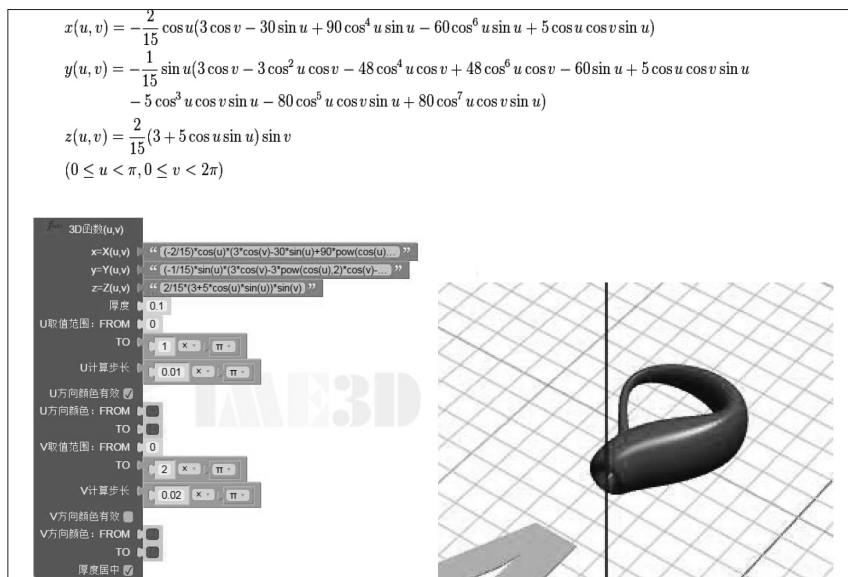 x(u,v) = −2/15 cos u(3 cos v − 30 sin u + 90 cos⁴ u sin u − 60 cos⁶ u sin u + 5 cos u cos v sin u)
y(u,v) = −1/15 sin u(3 cos v − 3 cos² u cos v − 48 cos⁴ u cos v + 48 cos⁶ u cos v − 60 sin u + 5 cos u cos v sin u
− 5 cos³ u cos v sin u − 80 cos⁵ u cos v sin u + 80 cos⁷ u cos v sin u)
z(u,v) = 2/15 (3 + 5 cos u sin u) sin v
(0 ≤ u < π, 0 ≤ v < 2π)
3D函数(u,v)
x=X(u,v) “ (-2/15)*cos(u)*(3*cos(v)-30*sin(u)+90*pow(cos(u)... ”
y=Y(u,v) “ (-1/15)*sin(u)*(3*cos(v)-3*pow(cos(u),2)*cos(v)-... ”
z=Z(u,v) “ 2/15*(3+5*cos(u)*sin(u))*sin(v) ”
厚度 0.1
U取值范围：FROM 0
TO 1 × π
U计算步长 0.01 × π
U方向颜色有效
U方向颜色：FROM
TO
V取值范围：FROM 0
TO 2 × π
V计算步长 0.02 × π
V方向颜色有效
V方向颜色：FROM
TO
厚度居中